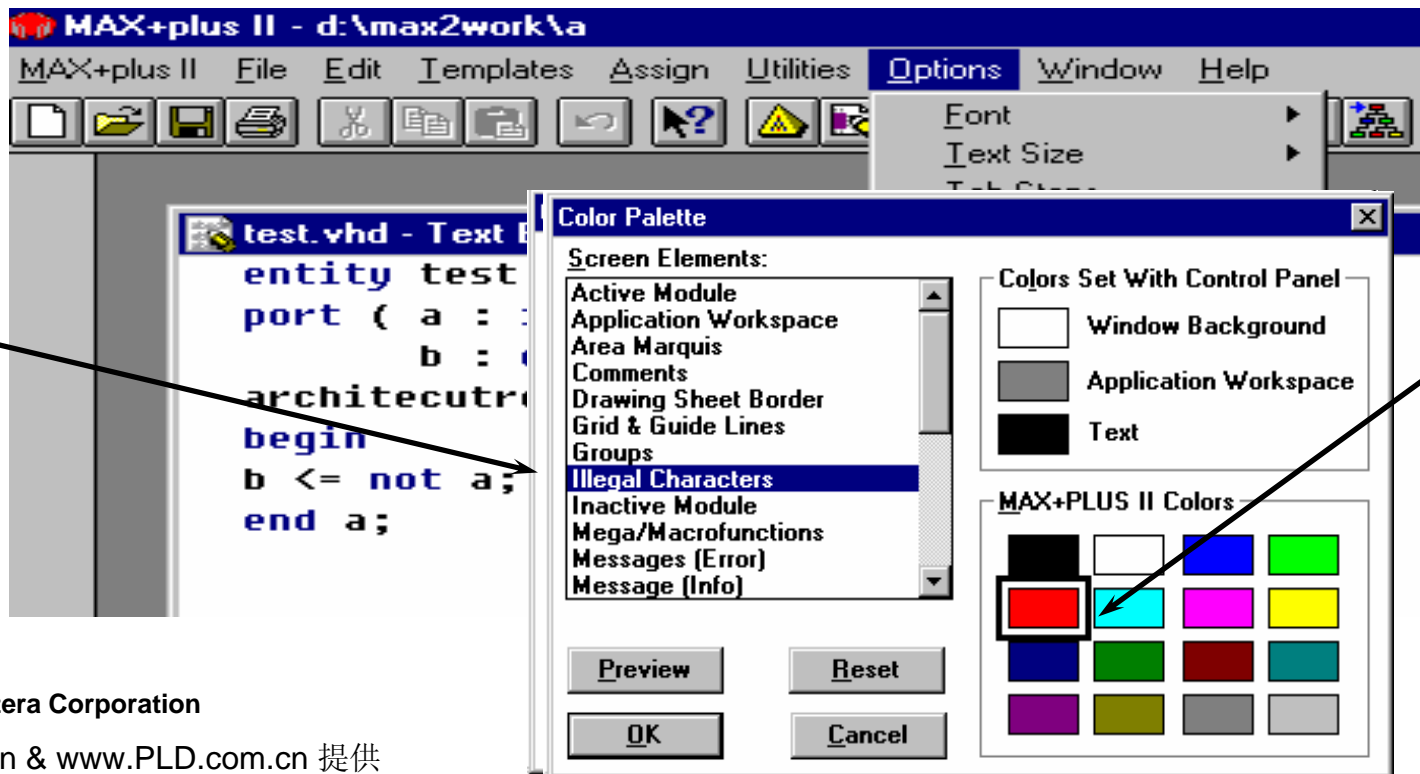 MAX+plus II - d:\max2work\a
MAX+plus II File Edit Templates Assign Utilities Options Window Help
Font
Text Size
test.vhd - Text
entity test
port ( a :
b :
architecutr
begin
b <= not a;
end a;
Color Palette
Screen Elements:
Active Module
Application Workspace
Area Marquis
Comments
Drawing Sheet Border
Grid & Guide Lines
Groups
Illegal Characters
Inactive Module
Mega/Macrofunctions
Messages (Error)
Message (Info)
Preview
Reset
OK
Cancel
Colors Set With Control Panel
Window Background
Application Workspace
Text
MAX+PLUS II Colors
tera Corporation
n & www.PLD.com.cn 提供